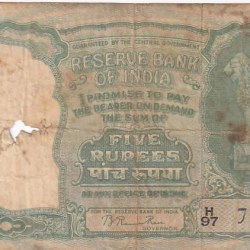 GUARANTEED BY THE CENTRAL GOVERNMENT
RESERVE BANK
OF INDIA
I PROMISE TO PAY
THE BEARER ON DEMAND
THE SUM OF
FIVE
RUPEES
पांच रुपया
FOR THE RESERVE BANK OF INDIA
GOVERNOR
H
97